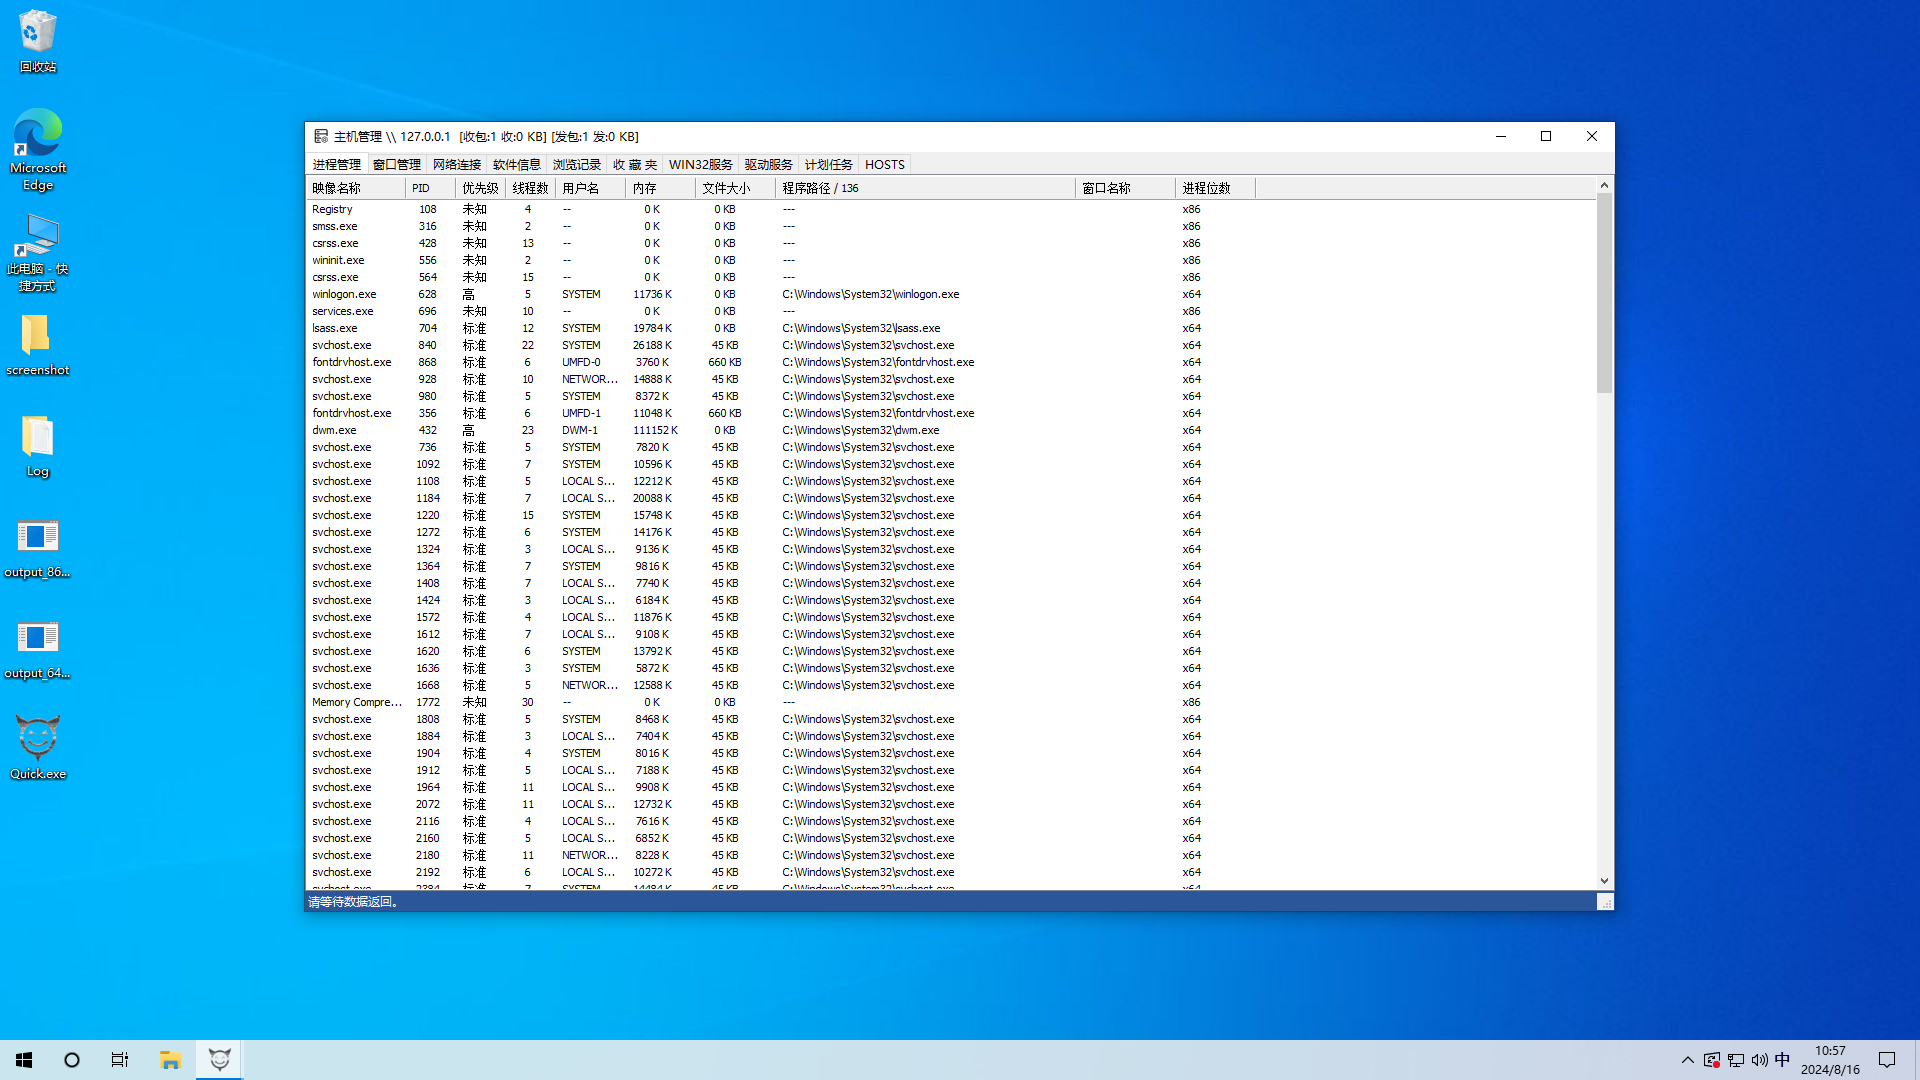 回收站
Microsoft
Edge
此电脑 - 快
捷方式
screenshot
Log
output_86...
output_64...
Quick.exe
主机管理 \\ 127.0.0.1 [收包:1 收:0 KB] [发包:1 发:0 KB]
进程管理 窗口管理 网络连接 软件信息 浏览记录 收 藏 夹 WIN32服务 驱动服务 计划任务 HOSTS
映像名称 PID 优先级 线程数 用户名 内存 文件大小 程序路径 / 136 窗口名称 进程位数
Registry 108 未知 4 -- 0 K 0 KB --- x86
smss.exe 316 未知 2 -- 0 K 0 KB --- x86
csrss.exe 428 未知 13 -- 0 K 0 KB --- x86
wininit.exe 556 未知 2 -- 0 K 0 KB --- x86
csrss.exe 564 未知 15 -- 0 K 0 KB --- x86
winlogon.exe 628 高 5 SYSTEM 11736 K 0 KB C:\Windows\System32\winlogon.exe x64
services.exe 696 未知 10 -- 0 K 0 KB --- x86
lsass.exe 704 标准 12 SYSTEM 19784 K 0 KB C:\Windows\System32\lsass.exe x64
svchost.exe 840 标准 22 SYSTEM 26188 K 45 KB C:\Windows\System32\svchost.exe x64
fontdrvhost.exe 868 标准 6 UMFD-0 3760 K 660 KB C:\Windows\System32\fontdrvhost.exe x64
svchost.exe 928 标准 10 NETWOR... 14888 K 45 KB C:\Windows\System32\svchost.exe x64
svchost.exe 980 标准 5 SYSTEM 8372 K 45 KB C:\Windows\System32\svchost.exe x64
fontdrvhost.exe 356 标准 6 UMFD-1 11048 K 660 KB C:\Windows\System32\fontdrvhost.exe x64
dwm.exe 432 高 23 DWM-1 111152 K 0 KB C:\Windows\System32\dwm.exe x64
svchost.exe 736 标准 5 SYSTEM 7820 K 45 KB C:\Windows\System32\svchost.exe x64
svchost.exe 1092 标准 7 SYSTEM 10596 K 45 KB C:\Windows\System32\svchost.exe x64
svchost.exe 1108 标准 5 LOCAL S... 12212 K 45 KB C:\Windows\System32\svchost.exe x64
svchost.exe 1184 标准 7 LOCAL S... 20088 K 45 KB C:\Windows\System32\svchost.exe x64
svchost.exe 1220 标准 15 SYSTEM 15748 K 45 KB C:\Windows\System32\svchost.exe x64
svchost.exe 1272 标准 6 SYSTEM 14176 K 45 KB C:\Windows\System32\svchost.exe x64
svchost.exe 1324 标准 3 LOCAL S... 9136 K 45 KB C:\Windows\System32\svchost.exe x64
svchost.exe 1364 标准 7 SYSTEM 9816 K 45 KB C:\Windows\System32\svchost.exe x64
svchost.exe 1408 标准 7 LOCAL S... 7740 K 45 KB C:\Windows\System32\svchost.exe x64
svchost.exe 1424 标准 3 LOCAL S... 6184 K 45 KB C:\Windows\System32\svchost.exe x64
svchost.exe 1572 标准 4 LOCAL S... 11876 K 45 KB C:\Windows\System32\svchost.exe x64
svchost.exe 1612 标准 7 LOCAL S... 9108 K 45 KB C:\Windows\System32\svchost.exe x64
svchost.exe 1620 标准 6 SYSTEM 13792 K 45 KB C:\Windows\System32\svchost.exe x64
svchost.exe 1636 标准 3 SYSTEM 5872 K 45 KB C:\Windows\System32\svchost.exe x64
svchost.exe 1668 标准 5 NETWOR... 12588 K 45 KB C:\Windows\System32\svchost.exe x64
Memory Compre... 1772 未知 30 -- 0 K 0 KB --- x86
svchost.exe 1808 标准 5 SYSTEM 8468 K 45 KB C:\Windows\System32\svchost.exe x64
svchost.exe 1884 标准 3 LOCAL S... 7404 K 45 KB C:\Windows\System32\svchost.exe x64
svchost.exe 1904 标准 4 SYSTEM 8016 K 45 KB C:\Windows\System32\svchost.exe x64
svchost.exe 1912 标准 5 LOCAL S... 7188 K 45 KB C:\Windows\System32\svchost.exe x64
svchost.exe 1964 标准 11 LOCAL S... 9908 K 45 KB C:\Windows\System32\svchost.exe x64
svchost.exe 2072 标准 11 LOCAL S... 12732 K 45 KB C:\Windows\System32\svchost.exe x64
svchost.exe 2116 标准 4 LOCAL S... 7616 K 45 KB C:\Windows\System32\svchost.exe x64
svchost.exe 2160 标准 5 LOCAL S... 6852 K 45 KB C:\Windows\System32\svchost.exe x64
svchost.exe 2180 标准 11 NETWOR... 8228 K 45 KB C:\Windows\System32\svchost.exe x64
svchost.exe 2192 标准 6 LOCAL S... 10272 K 45 KB C:\Windows\System32\svchost.exe x64
svchost.exe 2384 标准 7 SYSTEM 14484 K 45 KB C:\Windows\System32\svchost.exe x64
请等待数据返回。
中
10:57
2024/8/16